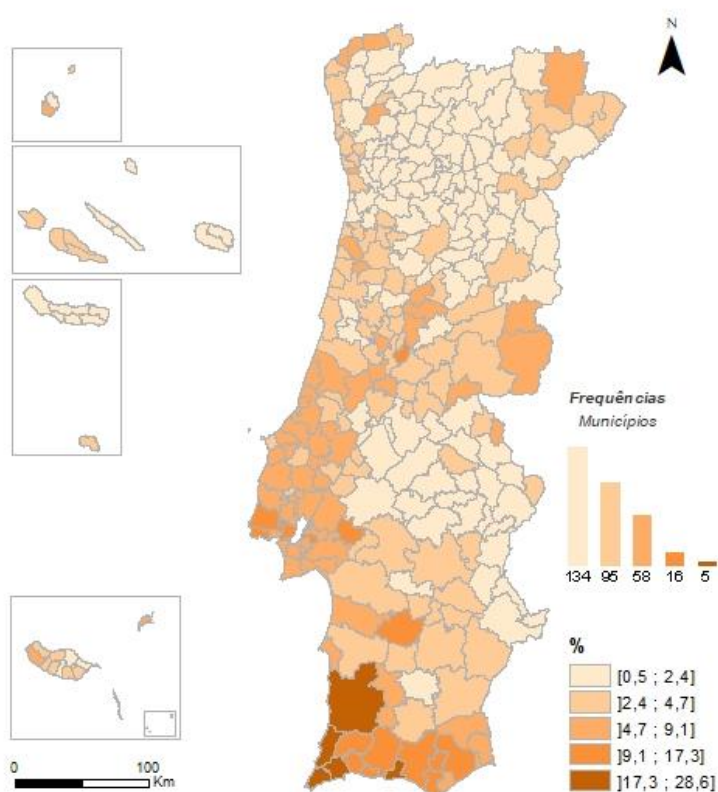 N
Frequências
Municípios
134 95 58 16 5
%
]0,5 ; 2,4]
]2,4 ; 4,7]
]4,7 ; 9,1]
]9,1 ; 17,3]
]17,3 ; 28,6]
0 100
Km